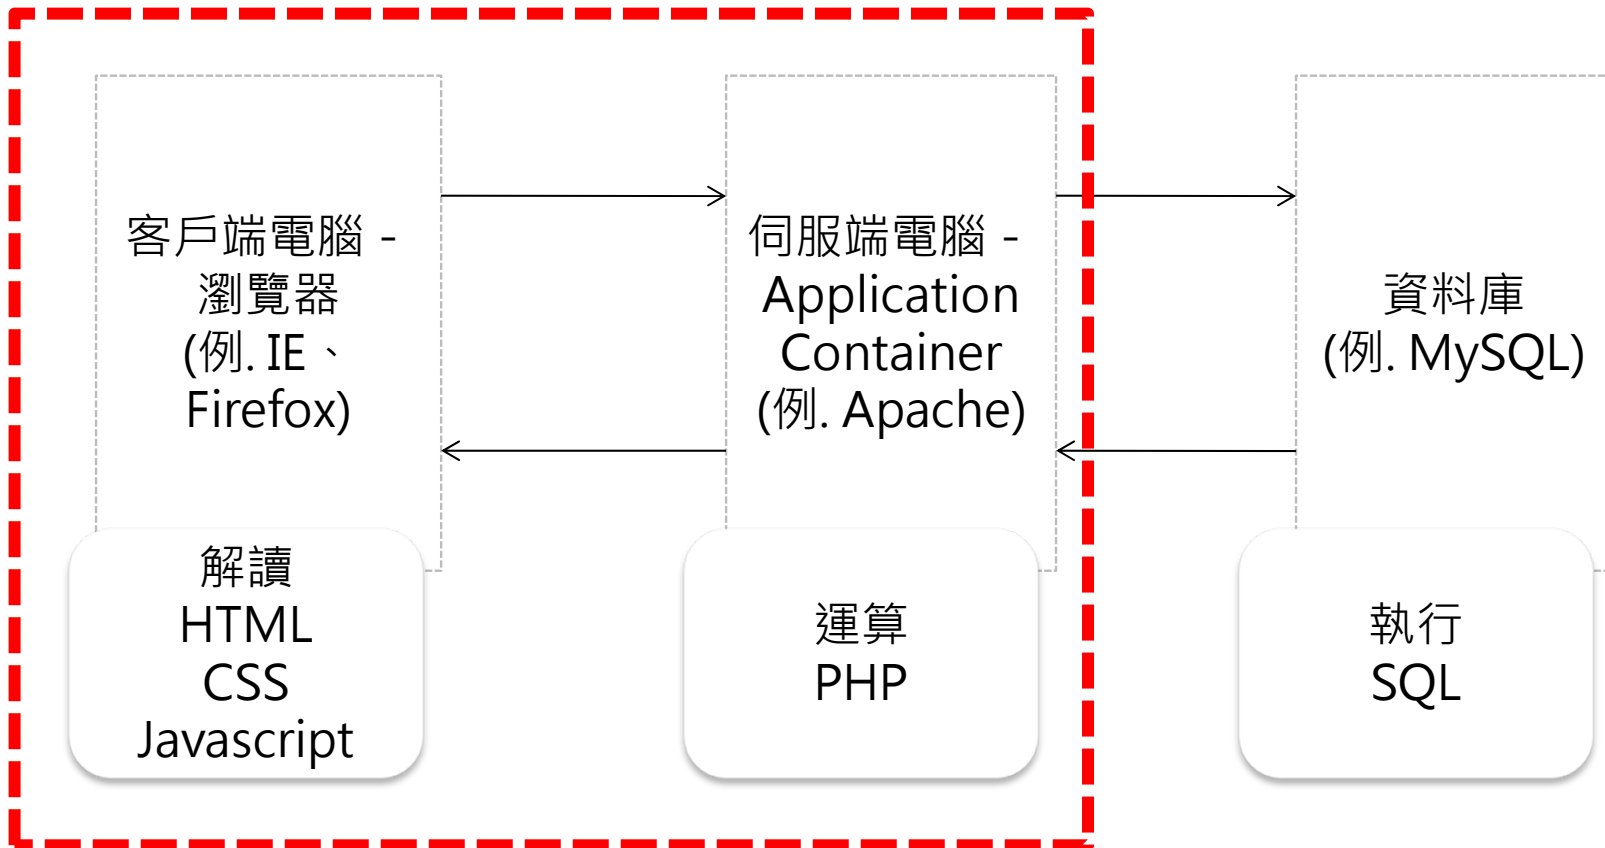 客戶端電腦 -
瀏覽器
(例. IE、
Firefox)
伺服端電腦 -
Application
Container
(例. Apache)
資料庫
(例. MySQL)
解讀
HTML
CSS
Javascript
運算
PHP
執行
SQL